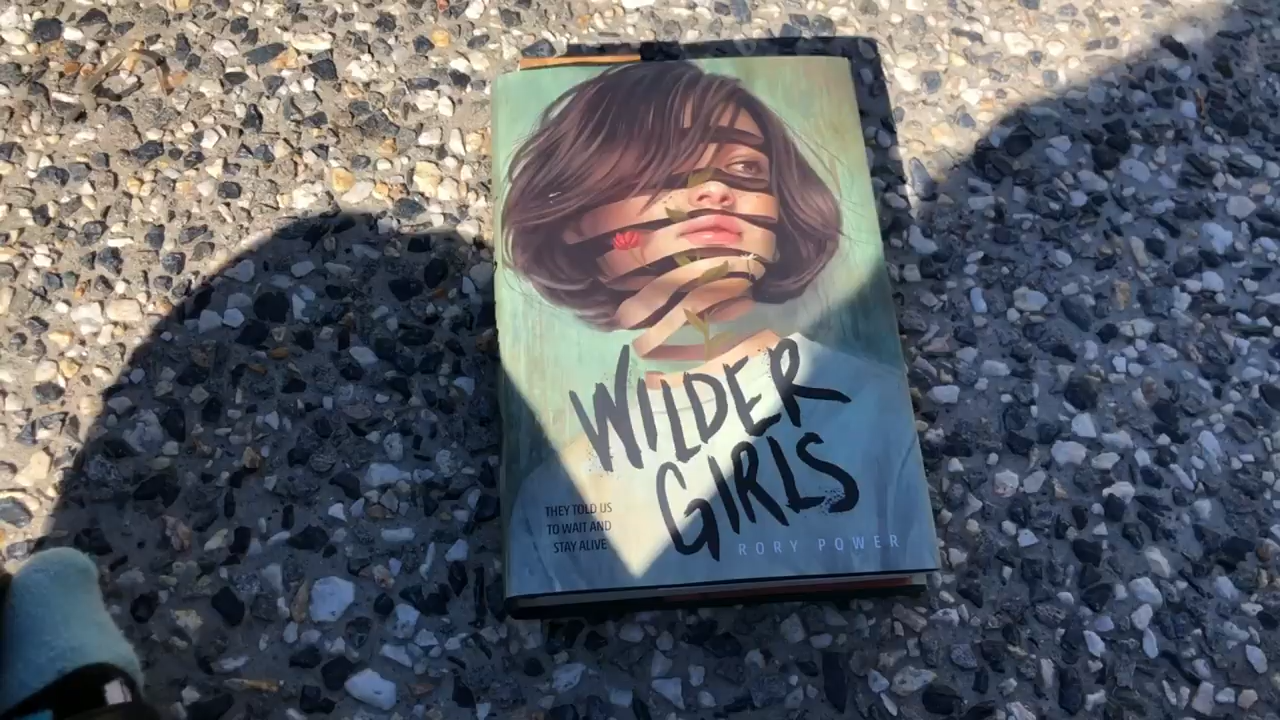 WILDER
GIRLS
THEY TOLD US
TO WAIT AND
STAY ALIVE
RORY POWER